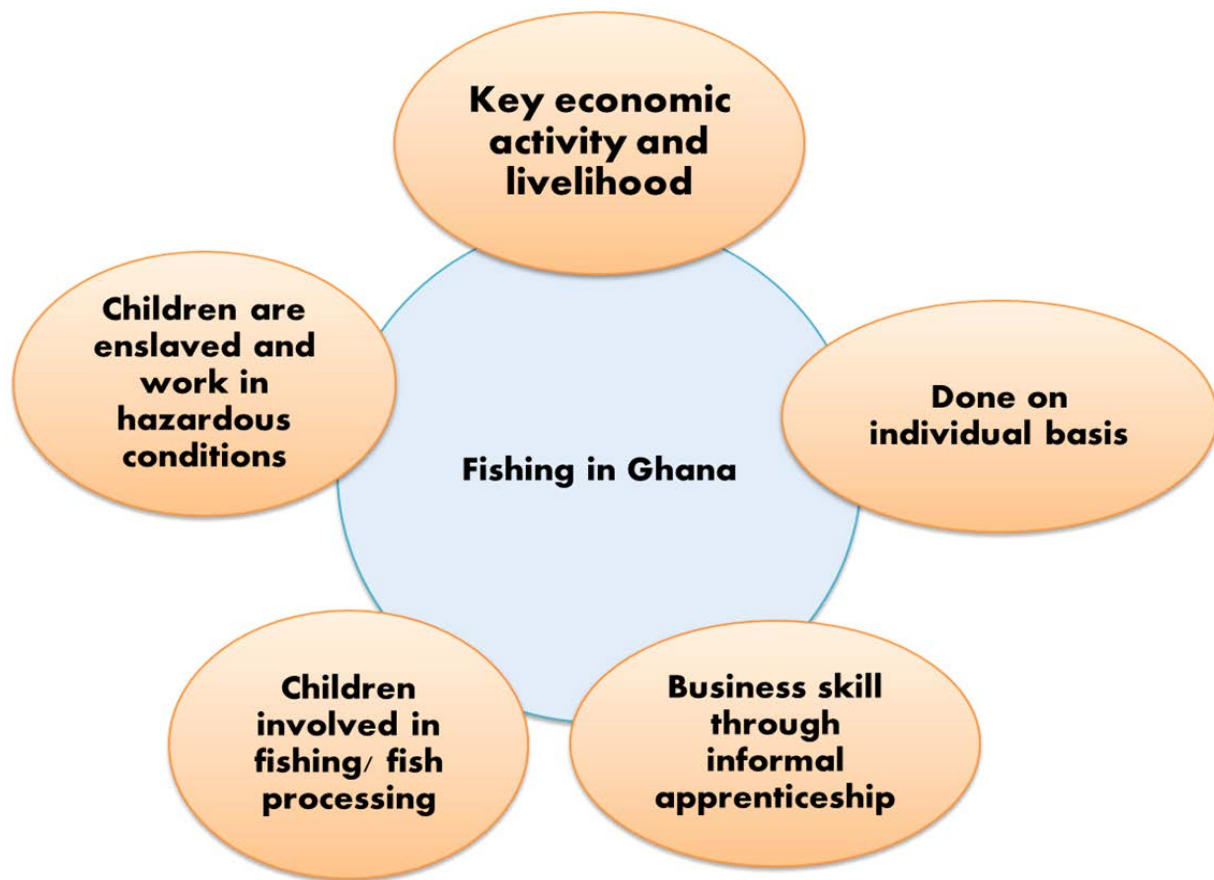 Key economic
activity and
livelihood
Children are
enslaved and
work in
hazardous
conditions
Done on
individual basis
Fishing in Ghana
Children
involved in
fishing/ fish
processing
Business skill
through
informal
apprenticeship